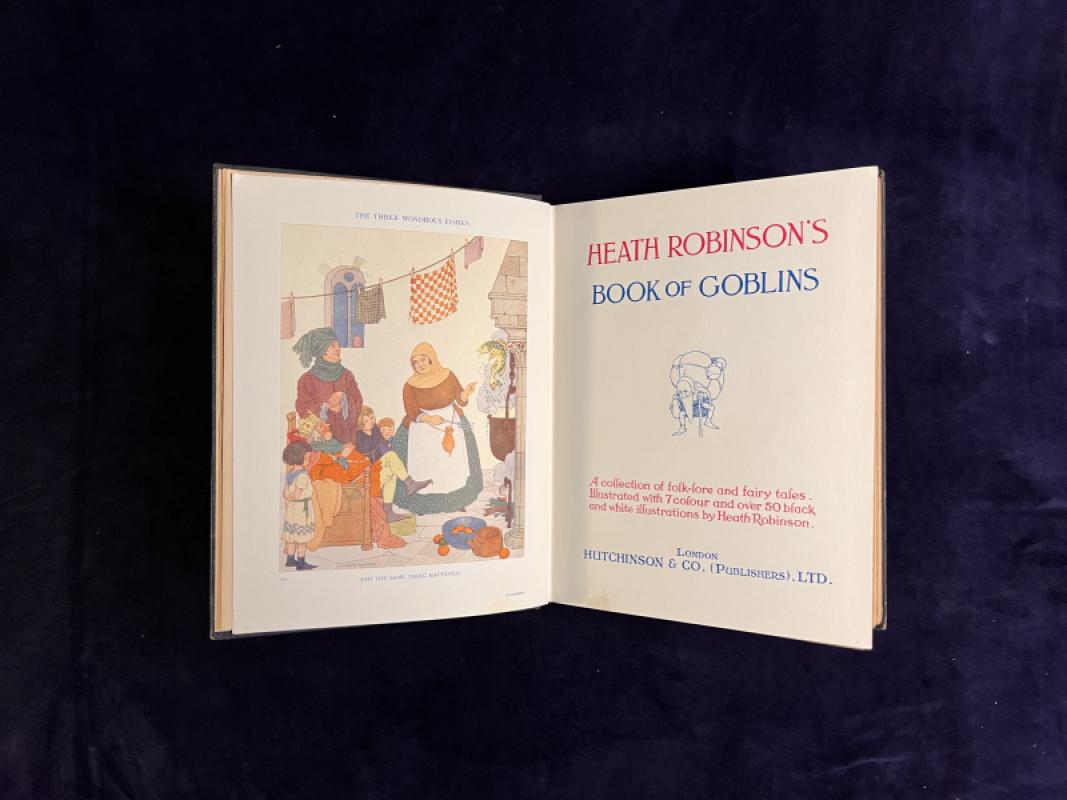 THE THREE WONDROUS FISHES.
AND THE SAME THING HAPPENED.
HEATH ROBINSON'S
BOOK OF GOBLINS
A collection of folk-lore and fairy tales.
Illustrated with 7 colour and over 50 black
and white illustrations by Heath Robinson.
LONDON
HUTCHINSON & CO. (PUBLISHERS). LTD.